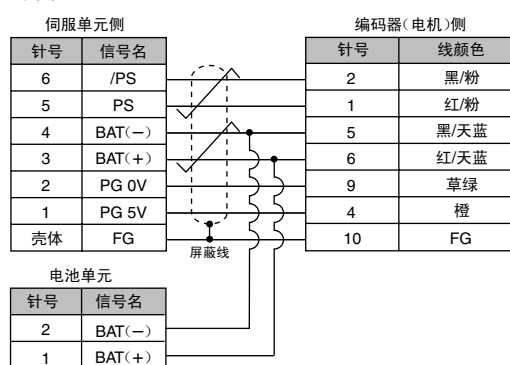 伺服单元侧 编码器(电机)侧
针号 信号名 针号 线颜色
6 /PS 2 黑/粉
5 PS 1 红/粉
4 BAT(−) 5 黑/天蓝
3 BAT(+) 6 红/天蓝
2 PG 0V 9 草绿
1 PG 5V 4 橙
壳体 FG 10 FG
屏蔽线
电池单元
针号 信号名
2 BAT(−)
1 BAT(+)